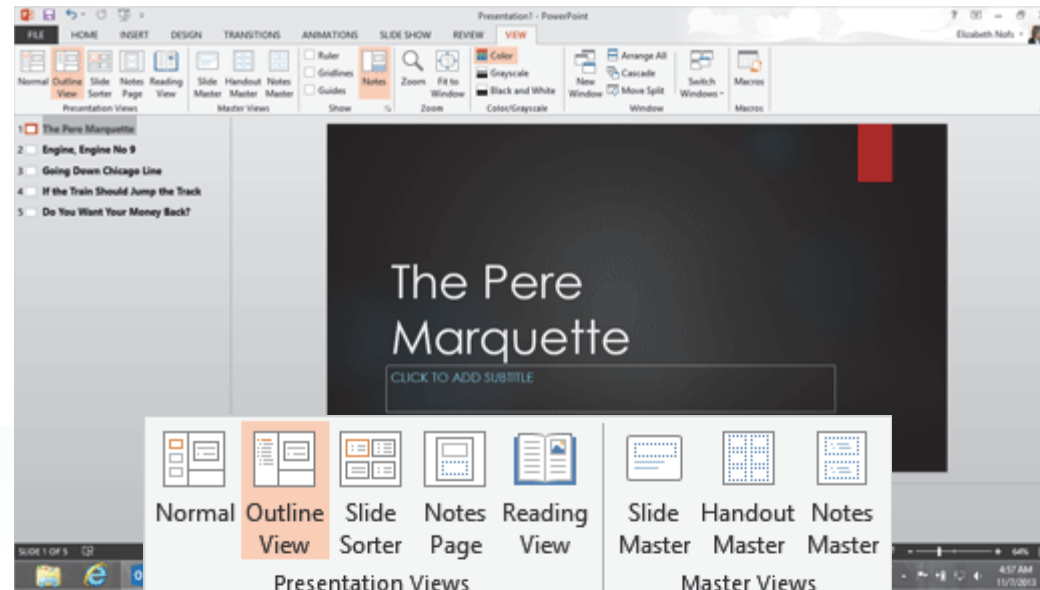 Presentation1 - PowerPoint
?
FILE HOME INSERT DESIGN TRANSITIONS ANIMATIONS SLIDE SHOW REVIEW VIEW
Elizabeth Nofs
Normal Outline View Slide Sorter Notes Page Reading View
Presentation Views
Slide Master Handout Master Notes Master
Master Views
Ruler
Gridlines
Guides
Notes
Show
Zoom Fit to Window
Zoom
Color
Grayscale
Black and White
Color/Grayscale
New Window
Arrange All
Cascade
Move Split
Switch Windows
Window
Macros
Macros
1 The Pere Marquette
2 Engine, Engine No 9
3 Going Down Chicago Line
4 If the Train Should Jump the Track
5 Do You Want Your Money Back?
The Pere
Marquette
CLICK TO ADD SUBTITLE
Normal Outline Slide Notes Reading Slide Handout Notes
View Sorter Page View Master Master Master
Presentation Views Master Views
SLIDE 1 OF 5
64%
4:57 AM
11/7/2013